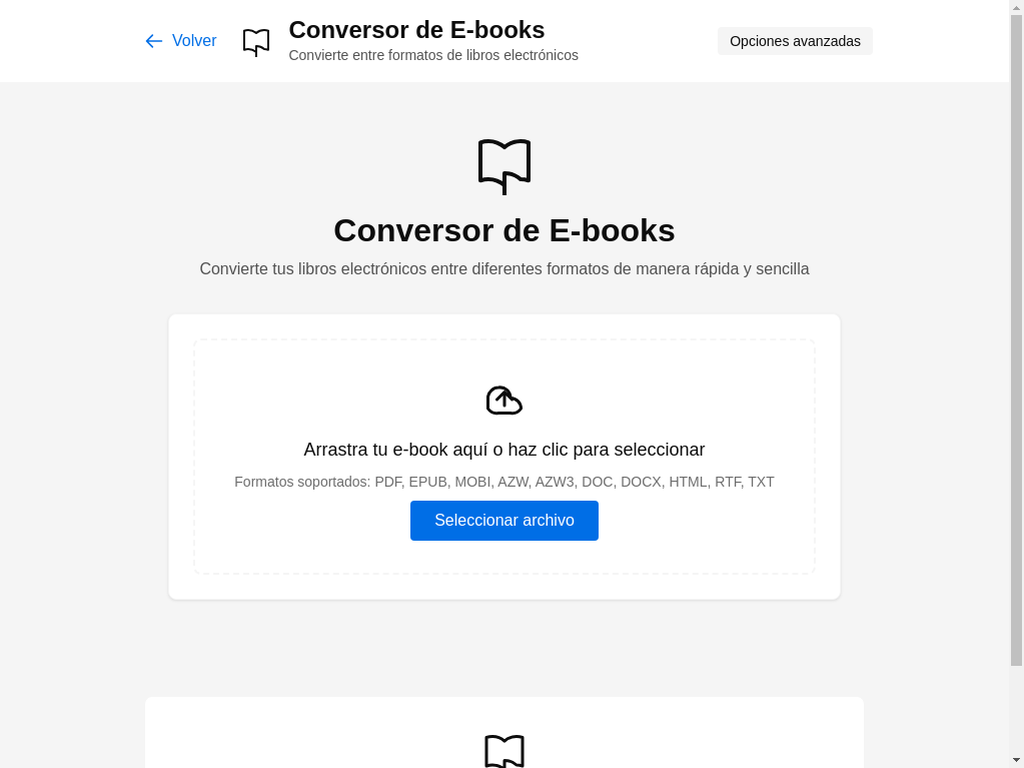 Volver
Conversor de E-books
Convierte entre formatos de libros electrónicos
Opciones avanzadas
Conversor de E-books
Convierte tus libros electrónicos entre diferentes formatos de manera rápida y sencilla
Arrastra tu e-book aquí o haz clic para seleccionar
Formatos soportados: PDF, EPUB, MOBI, AZW, AZW3, DOC, DOCX, HTML, RTF, TXT
Seleccionar archivo